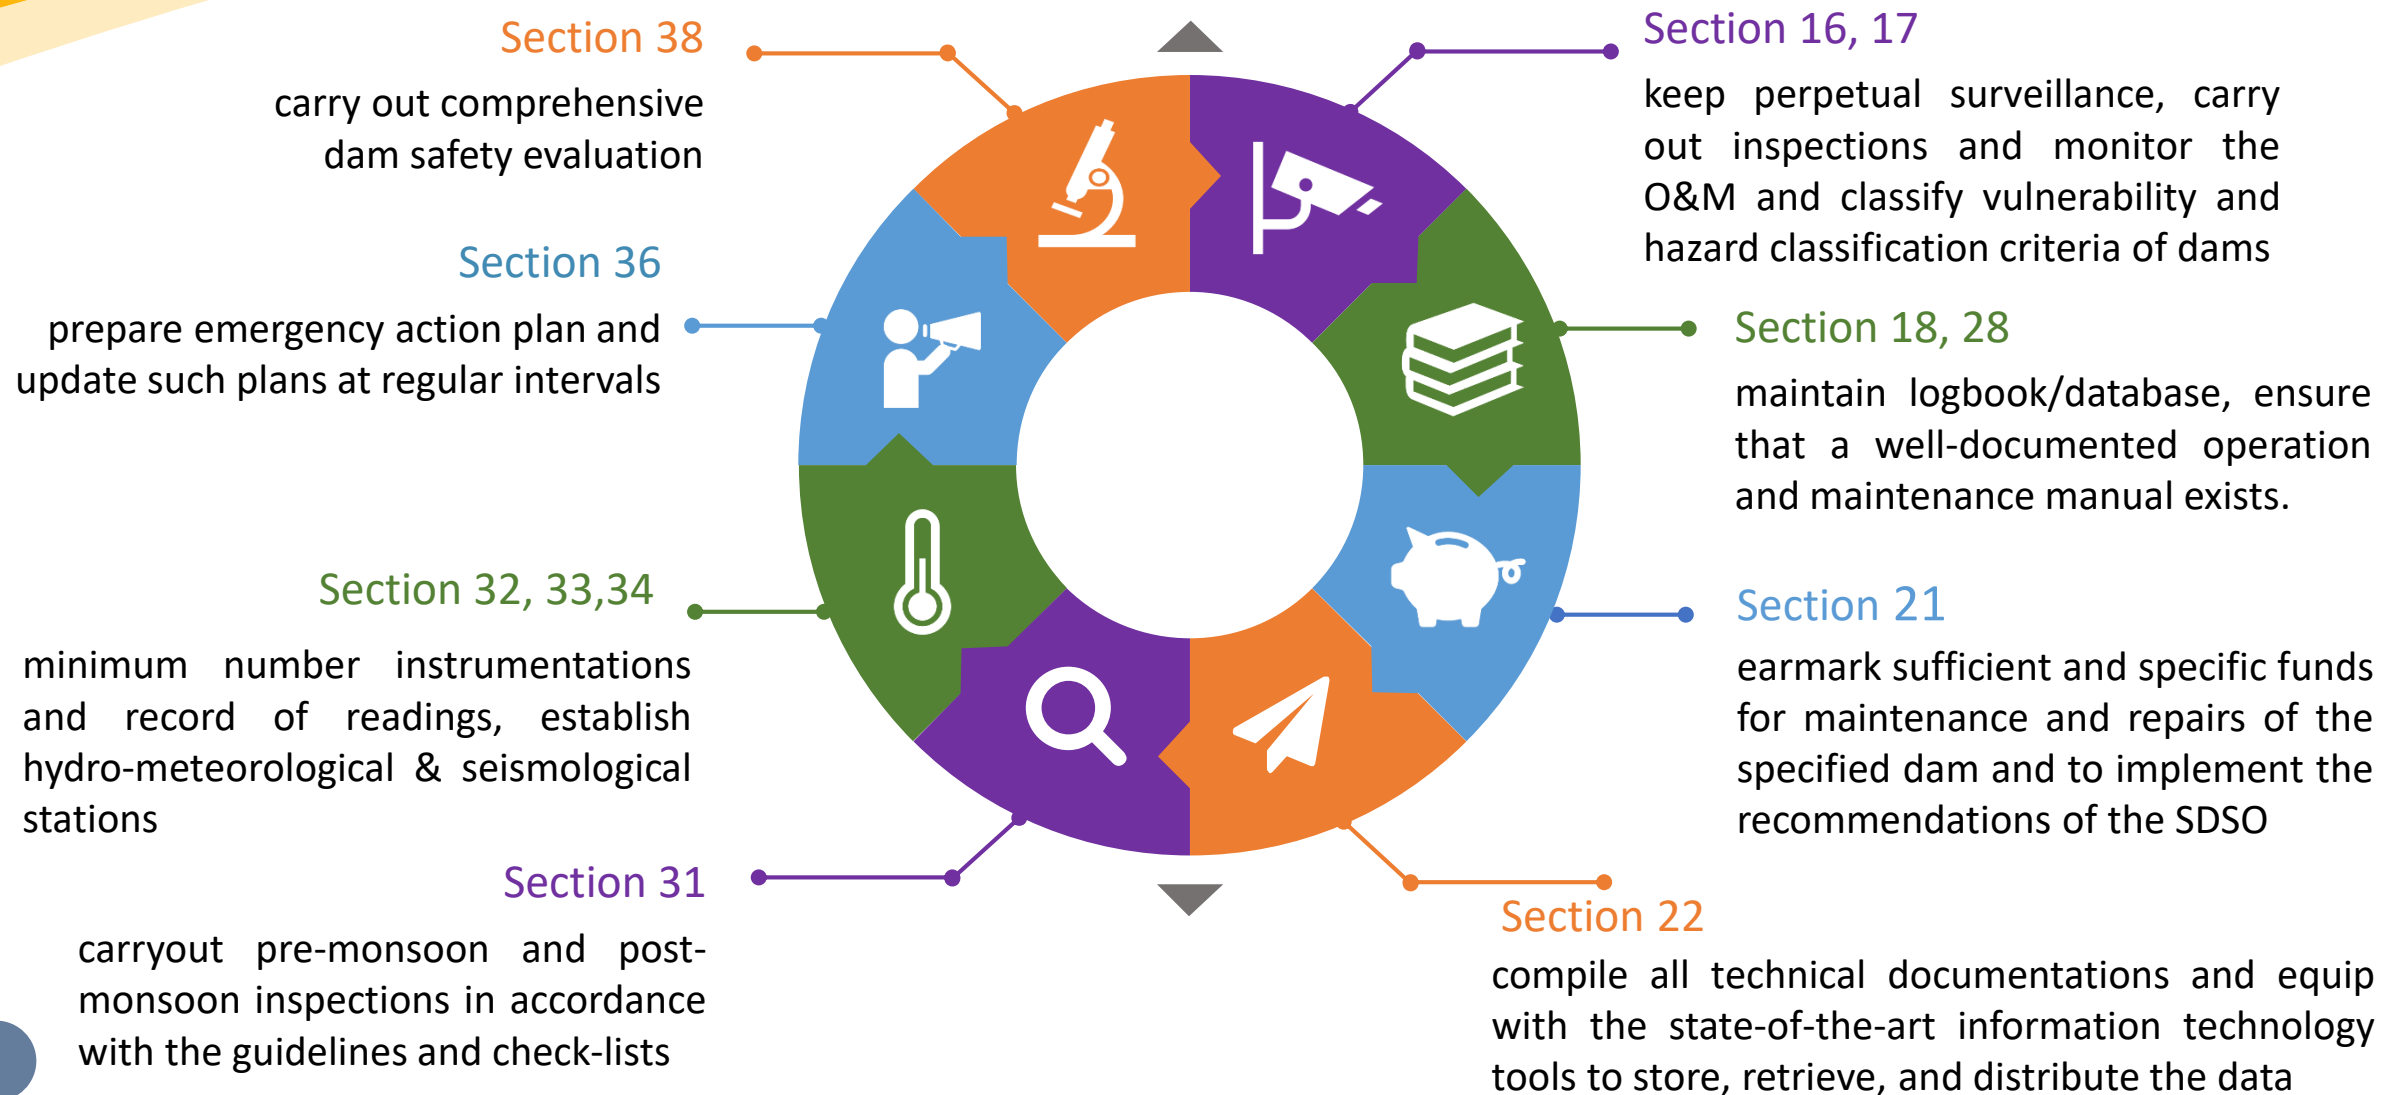 Section 38
carry out comprehensive
dam safety evaluation
Section 36
prepare emergency action plan and
update such plans at regular intervals
Section 32, 33,34
minimum number instrumentations
and record of readings, establish
hydro-meteorological & seismological
stations
Section 31
carryout pre-monsoon and post-
monsoon inspections in accordance
with the guidelines and check-lists
Section 16, 17
keep perpetual surveillance, carry
out inspections and monitor the
O&M and classify vulnerability and
hazard classification criteria of dams
Section 18, 28
maintain logbook/database, ensure
that a well-documented operation
and maintenance manual exists.
Section 21
earmark sufficient and specific funds
for maintenance and repairs of the
specified dam and to implement the
recommendations of the SDSO
Section 22
compile all technical documentations and equip
with the state-of-the-art information technology
tools to store, retrieve, and distribute the data